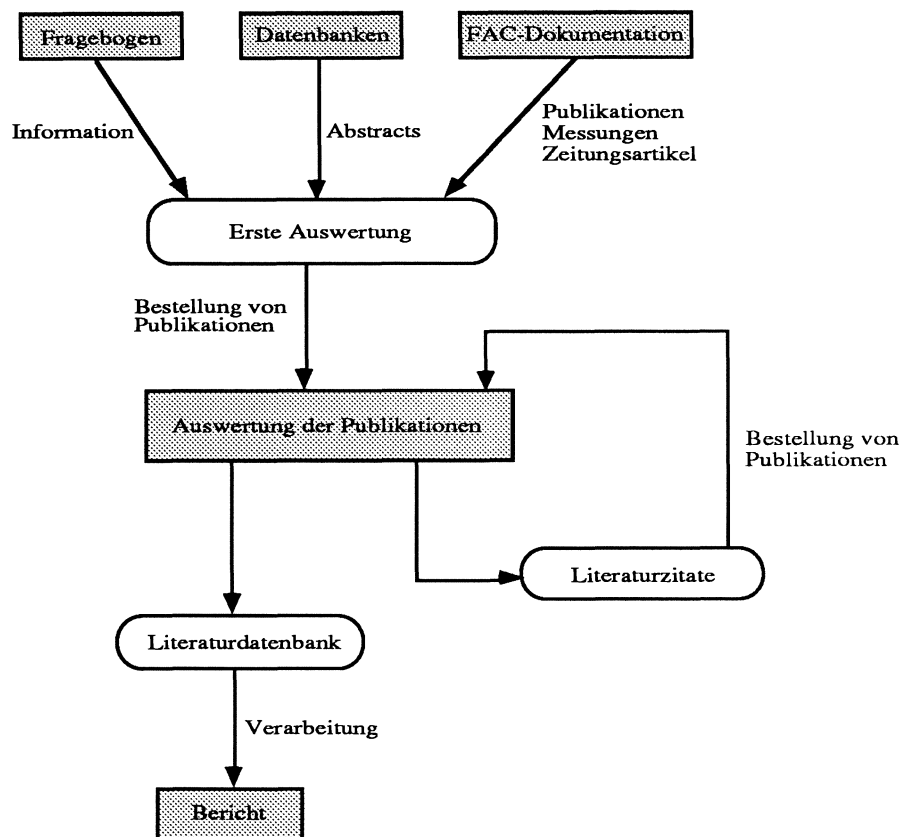 Fragebogen
Datenbanken
FAC-Dokumentation
Information
Abstracts
Publikationen
Messungen
Zeitungsartikel
Erste Auswertung
Bestellung von
Publikationen
Auswertung der Publikationen
Bestellung von
Publikationen
Literaturzitate
Literaturdatenbank
Verarbeitung
Bericht